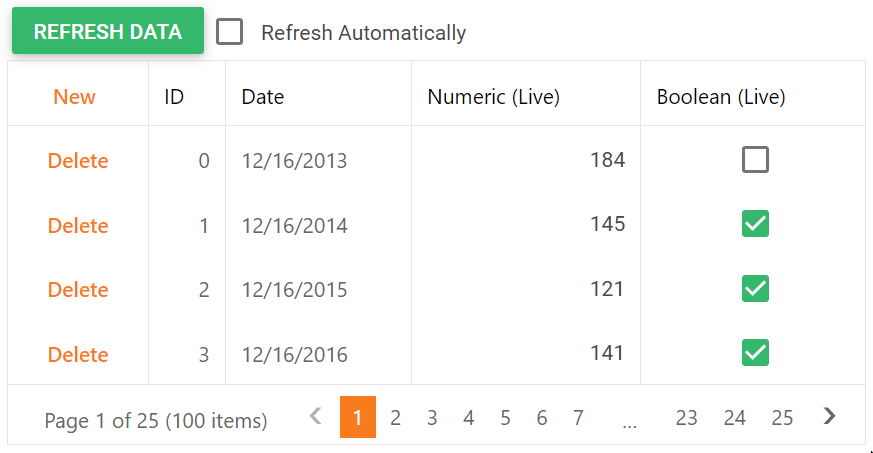 REFRESH DATA Refresh Automatically
New ID Date Numeric (Live) Boolean (Live)
Delete 0 12/16/2013 184
Delete 1 12/16/2014 145
Delete 2 12/16/2015 121
Delete 3 12/16/2016 141
Page 1 of 25 (100 items) 1 2 3 4 5 6 7 … 23 24 25